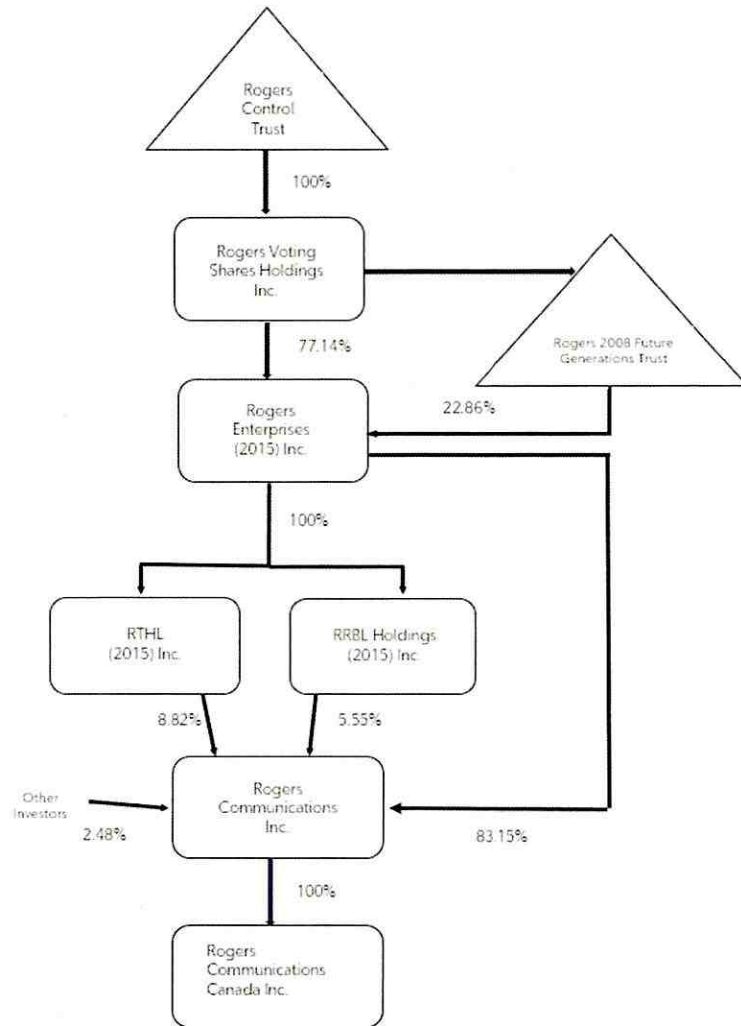 Rogers
Control
Trust
100%
Rogers Voting
Shares Holdings
Inc.
77.14%
Rogers 2008 Future
Generations Trust
22.86%
Rogers
Enterprises
(2015) Inc.
100%
RTHL
(2015) Inc.
RRBL Holdings
(2015) Inc.
8.82%
5.55%
Other
Investors
2.48%
Rogers
Communications
Inc.
83.15%
100%
Rogers
Communications
Canada Inc.